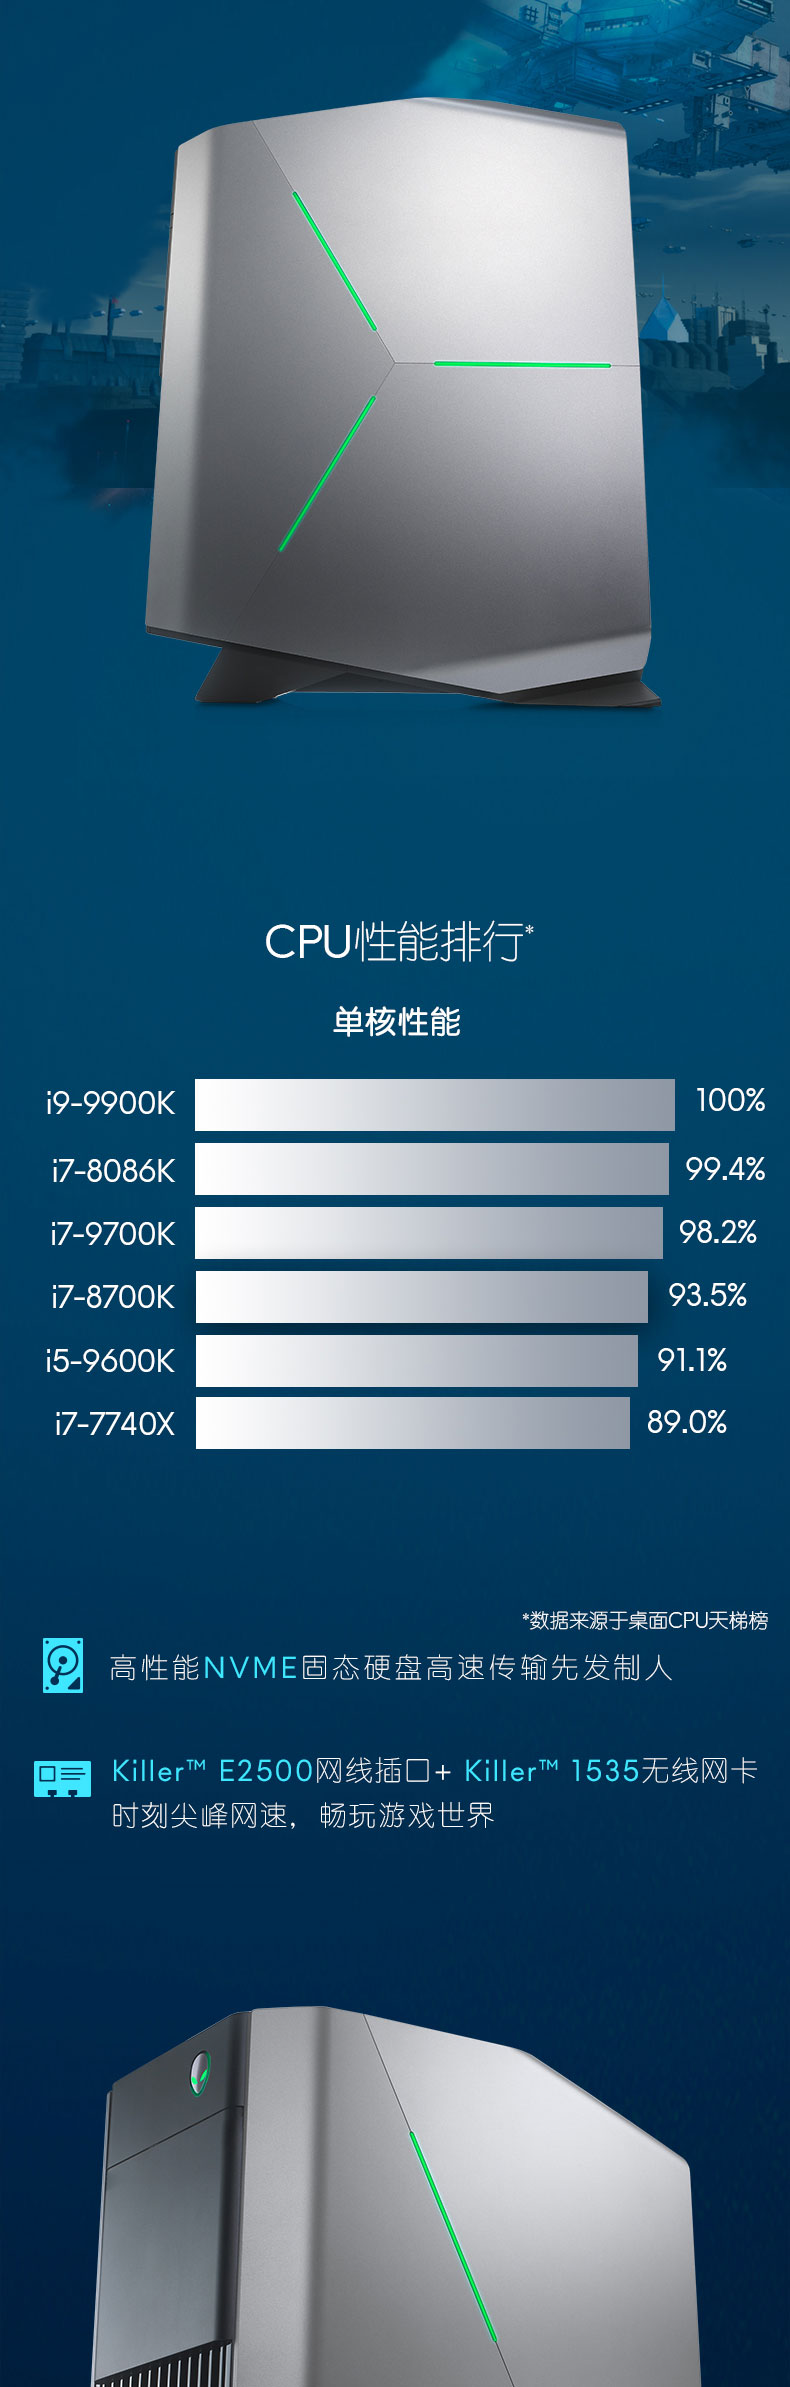 CPU性能排行*
单核性能
i9-9900K 100%
i7-8086K 99.4%
i7-9700K 98.2%
i7-8700K 93.5%
i5-9600K 91.1%
i7-7740X 89.0%
*数据来源于桌面CPU天梯榜
高性能NVME固态硬盘高速传输先发制人
Killer™ E2500网线插口+ Killer™ 1535无线网卡
时刻尖峰网速，畅玩游戏世界